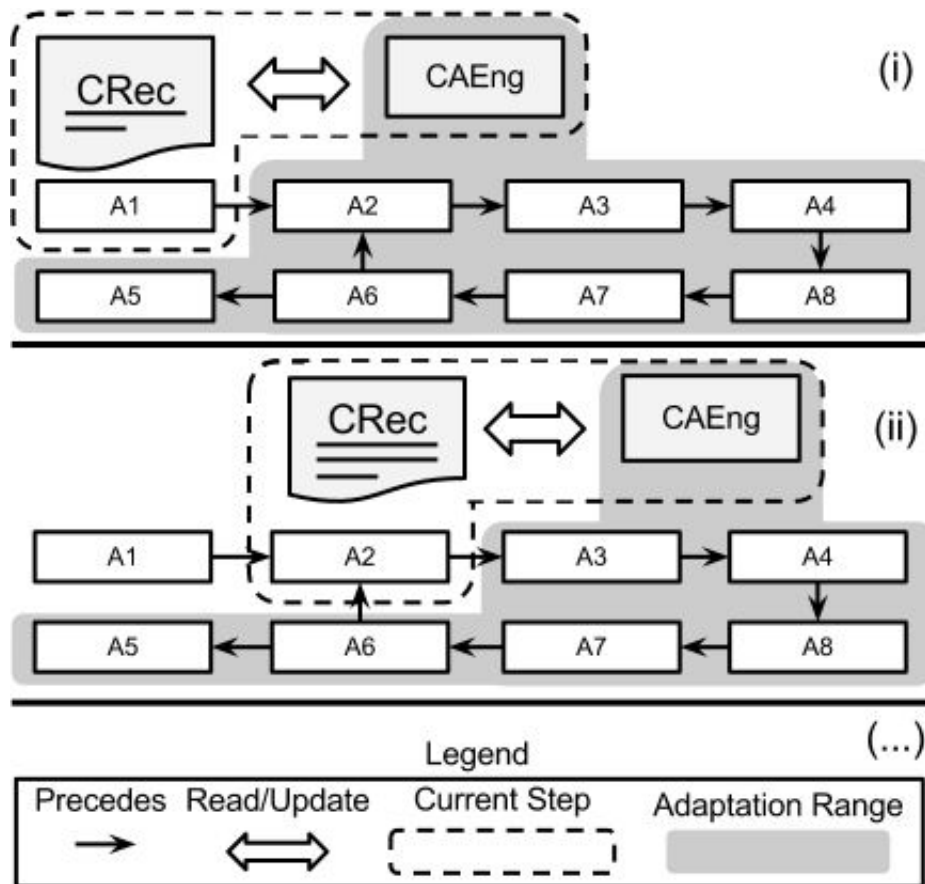 CRec
CAEng
(i)
A1
A2
A3
A4
A5
A6
A7
A8
CRec
CAEng
(ii)
A1
A2
A3
A4
A5
A6
A7
A8
(...)
Legend
Precedes
Read/Update
Current Step
Adaptation Range